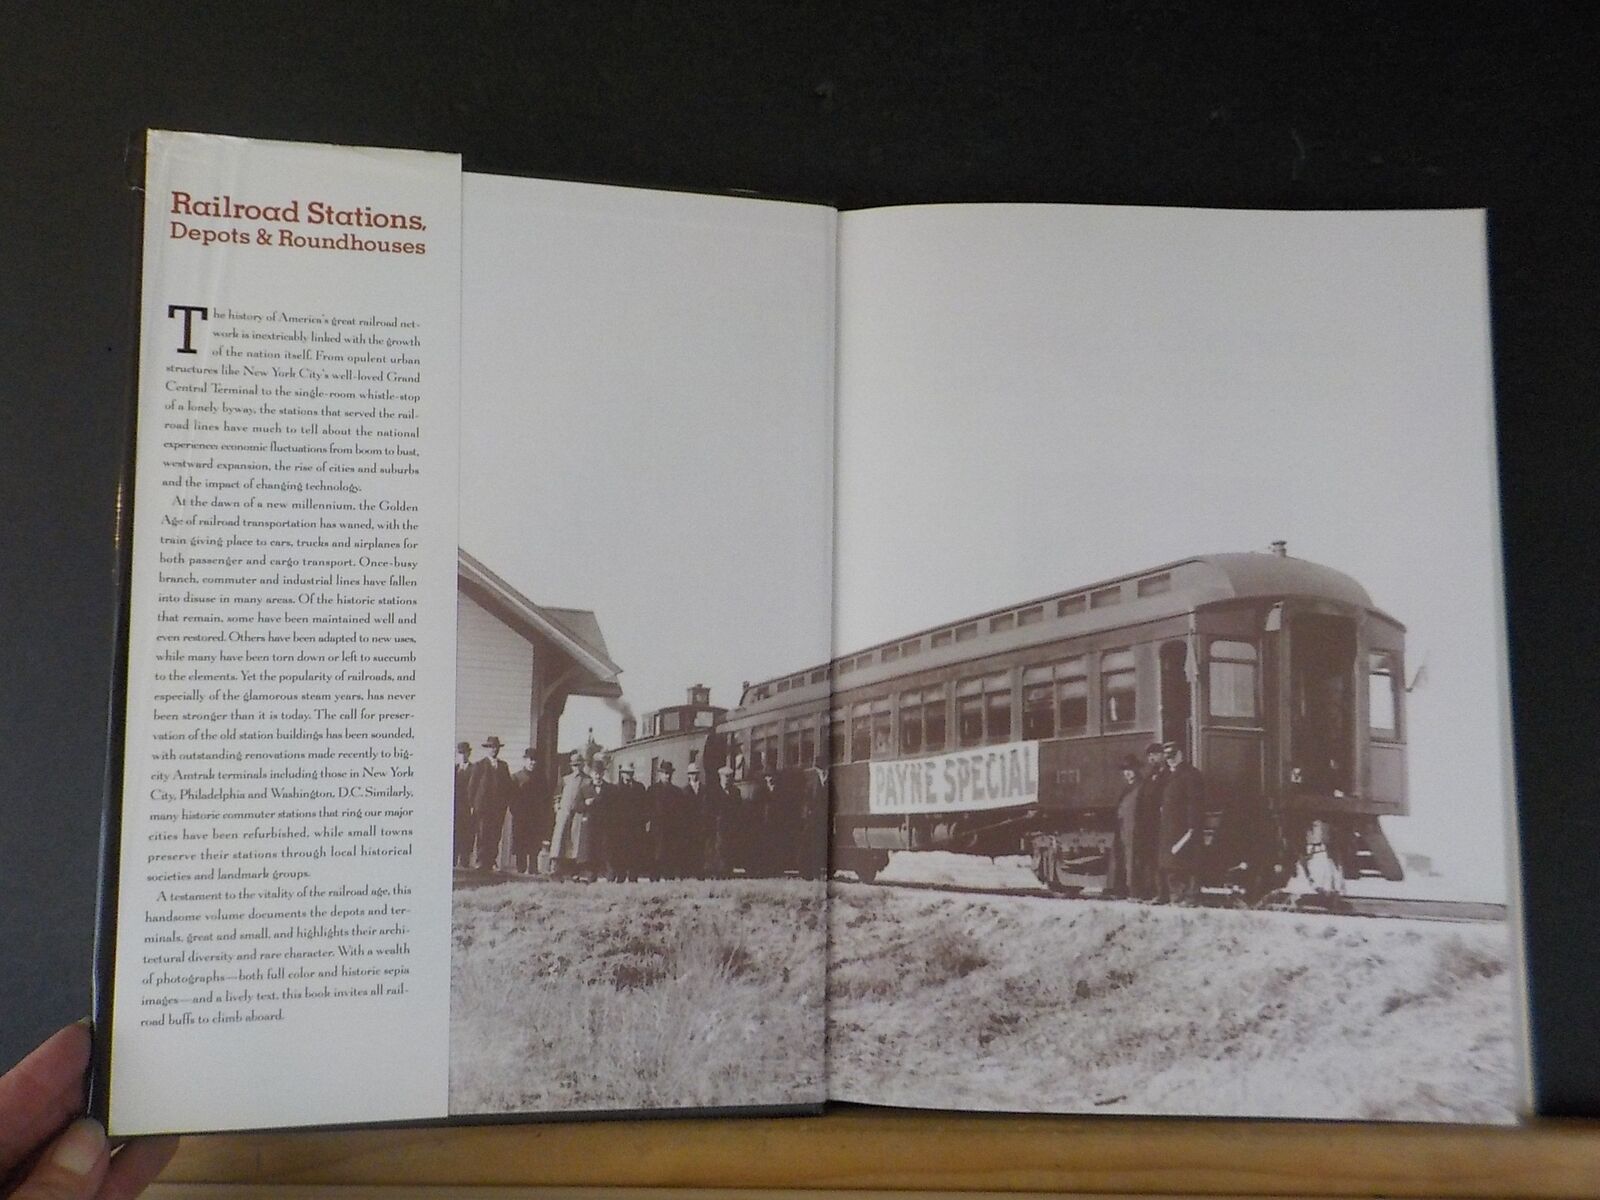 Railroad Stations,
Depots & Roundhouses
The history of America's great railroad net-
work is inextricably linked with the growth
of the nation itself. From opulent urban
structures like New York City's well-loved Grand
Central Terminal to the single-room whistle-stop
of a lonely byway, the stations that served the rail-
road lines have much to tell about the national
experience: economic fluctuations from boom to bust,
westward expansion, the rise of cities and suburbs
and the impact of changing technology.
At the dawn of a new millennium, the Golden
Age of railroad transportation has waned, with the
train giving place to cars, trucks and airplanes for
both passenger and cargo transport. Once-busy
branch, commuter and industrial lines have fallen
into disuse in many areas. Of the historic stations
that remain, some have been maintained well and
even restored. Others have been adapted to new uses,
while many have been torn down or left to succumb
to the elements. Yet the popularity of railroads, and
especially of the glamorous steam years, has never
been stronger than it is today. The call for preser-
vation of the old station buildings has been sounded,
with outstanding renovations made recently to big-
city Amtrak terminals including those in New York
City, Philadelphia and Washington, D.C. Similarly,
many historic commuter stations that ring our major
cities have been refurbished, while small towns
preserve their stations through local historical
societies and landmark groups.
A testament to the vitality of the railroad age, this
handsome volume documents the depots and ter-
minals, great and small, and highlights their archi-
tectural diversity and rare character. With a wealth
of photographs—both full color and historic sepia
images—and a lively text, this book invites all rail-
road buffs to climb aboard.
PAYNE SPECIAL